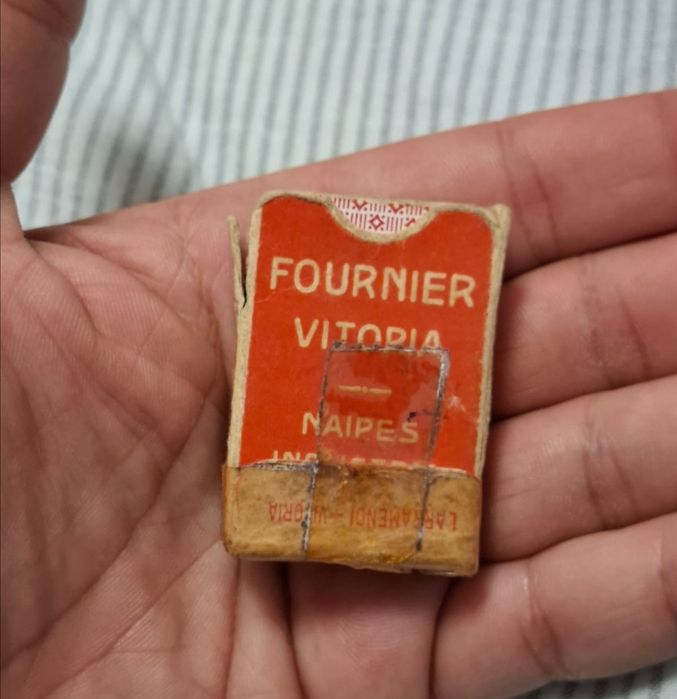 FOURNIER
VITORIA
NAIPES
LARRAMENDI - VITORIA